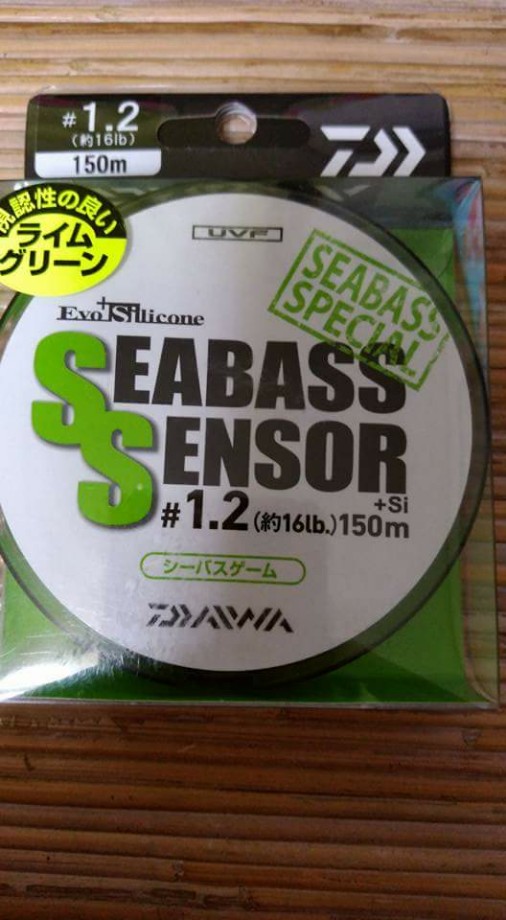 #1.2
(約16lb)
150m
視認性の良い
ライム
グリーン
UVF
SEABASS
SPECIAL
Evo+Silicone
SEABASS
SENSOR
+Si
#1.2(約16lb.)150m
シーバスゲーム
DAIWA